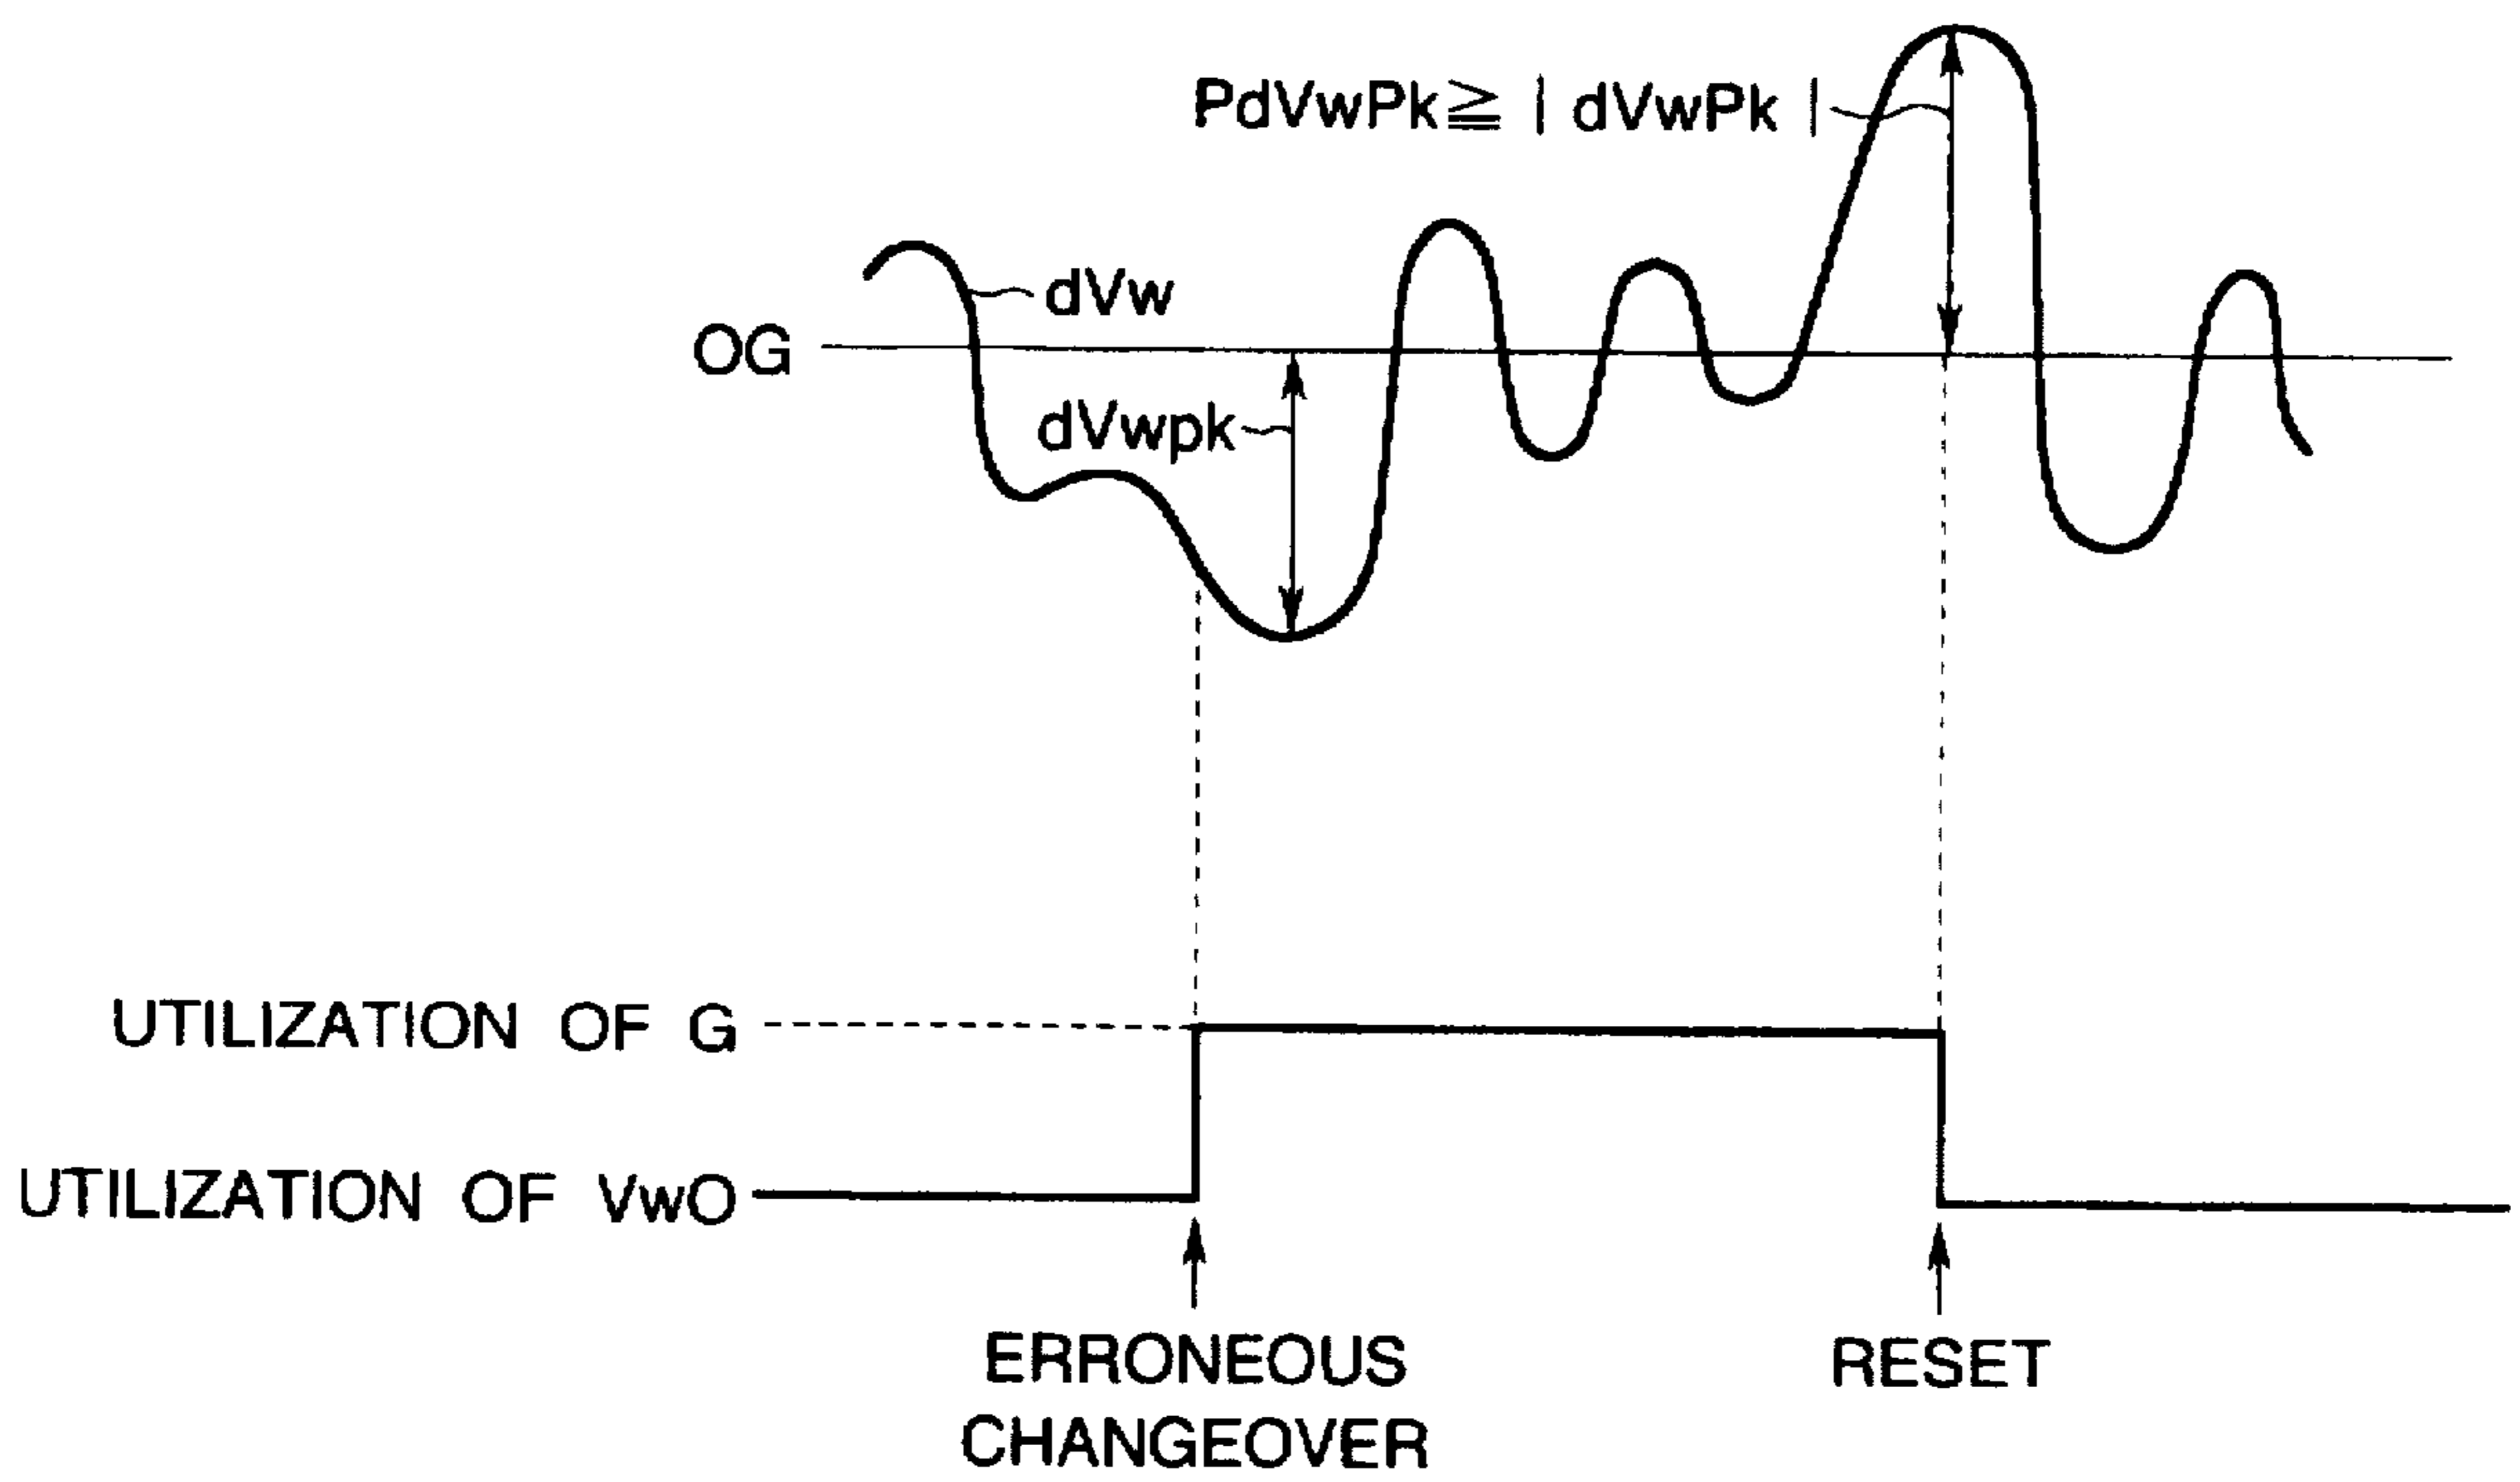 PdVwPk≧ | dVwPk |
dVw
OG
dVwpk
UTILIZATION OF G
UTILIZATION OF VwO
ERRONEOUS
CHANGEOVER
RESET